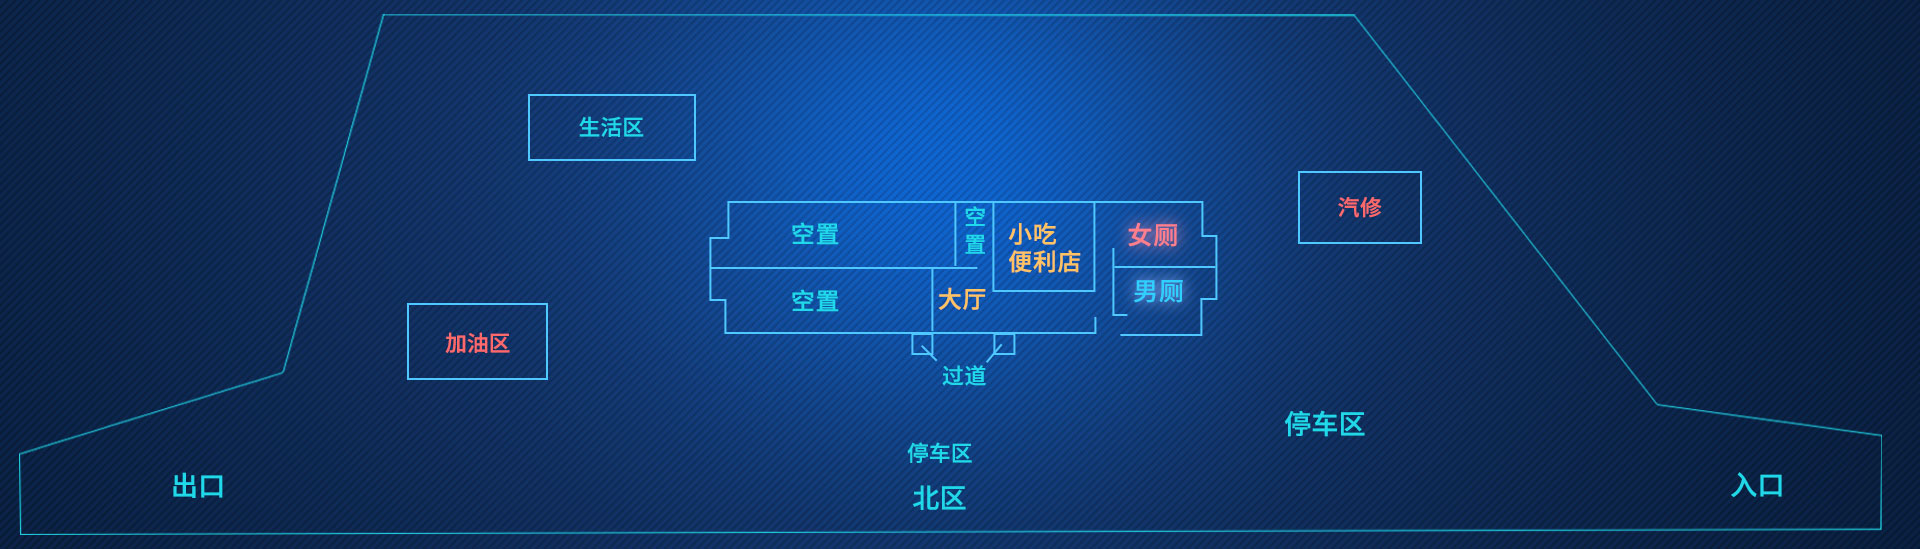 生活区
汽修
空置
空置
小吃
便利店
女厕
空置
大厅
男厕
加油区
过道
停车区
停车区
出口
北区
入口